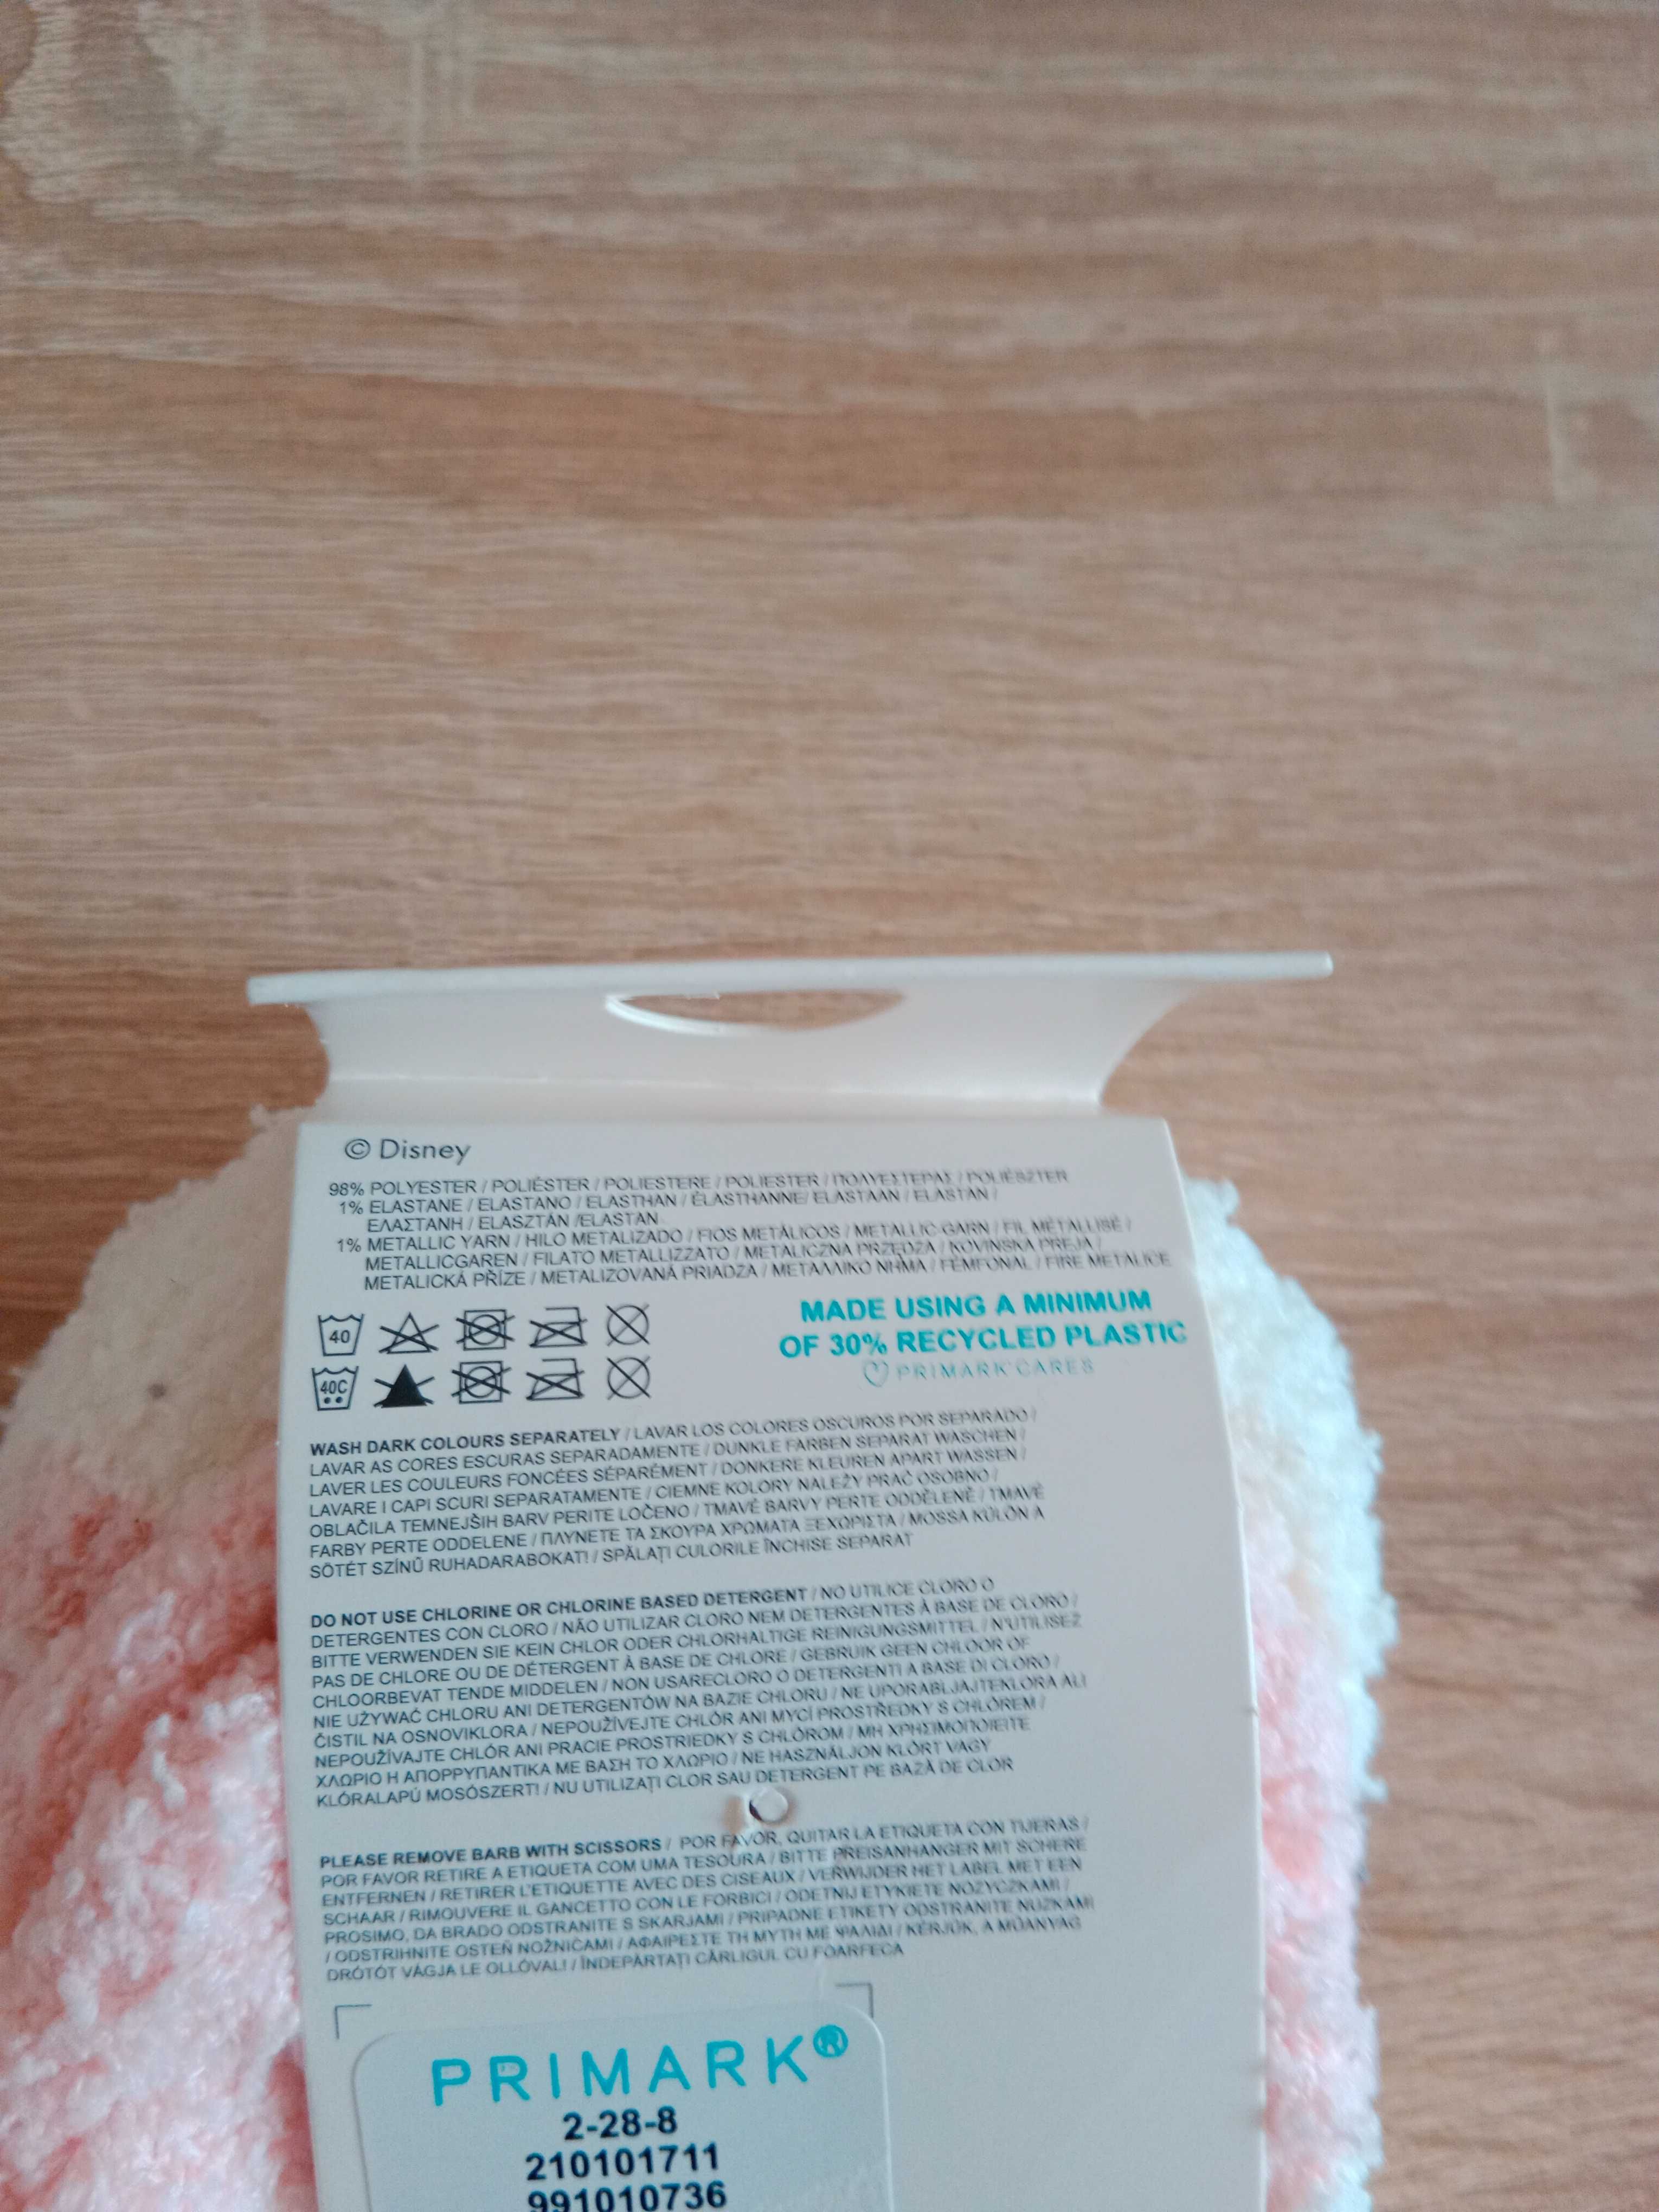 © Disney
98% POLYESTER / POLIÉSTER / POLIESTERE / POLIESTER / ΠΟΛΥΕΣΤΕΡΑΣ / POLIÉSZTER
1% ELASTANE / ELASTANO / ELASTHAN / ÉLASTHANNE/ ELASTAAN / ELASTAN /
ΕΛΑΣΤΑΝΗ / ELASZTÁN /ELASTAN
1% METALLIC YARN / HILO METALIZADO / FIOS METÁLICOS / METALLIC-GARN / FIL MÉTALLISÉ /
METALLICGAREN / FILATO METALLIZZATO / METALICZNA PRZĘDZA / KOVINSKA PREJA /
METALICKÁ PŘÍZE / METALIZOVANÁ PRIADZA / ΜΕΤΑΛΛΙΚΟ ΝΗΜΑ / FÉMFONAL / FIRE METALICE
40
40C
MADE USING A MINIMUM
OF 30% RECYCLED PLASTIC
PRIMARK CARES
WASH DARK COLOURS SEPARATELY / LAVAR LOS COLORES OSCUROS POR SEPARADO /
LAVAR AS CORES ESCURAS SEPARADAMENTE / DUNKLE FARBEN SEPARAT WASCHEN /
LAVER LES COULEURS FONCÉES SÉPARÉMENT / DONKERE KLEUREN APART WASSEN /
LAVARE I CAPI SCURI SEPARATAMENTE / CIEMNE KOLORY NALEŻY PRAĆ OSOBNO /
OBLAČILA TEMNEJŠIH BARV PERITE LOČENO / TMAVÉ BARVY PERTE ODDĚLENĚ / TMAVÉ
FARBY PERTE ODDELENE / ΠΛΥΝΕΤΕ ΤΑ ΣΚΟΥΡΑ ΧΡΩΜΑΤΑ ΞΕΧΩΡΙΣΤΑ / MOSSA KÜLÖN A
SÖTÉT SZÍNŰ RUHADARABOKAT! / SPĂLAȚI CULORILE ÎNCHISE SEPARAT
DO NOT USE CHLORINE OR CHLORINE BASED DETERGENT / NO UTILICE CLORO O
DETERGENTES CON CLORO / NÃO UTILIZAR CLORO NEM DETERGENTES À BASE DE CLORO /
BITTE VERWENDEN SIE KEIN CHLOR ODER CHLORHALTIGE REINIGUNGSMITTEL / N'UTILISEZ
PAS DE CHLORE OU DE DÉTERGENT À BASE DE CHLORE / GEBRUIK GEEN CHLOOR OF
CHLOORBEVAT TENDE MIDDELEN / NON USARECLORO O DETERGENTI A BASE DI CLORO /
NIE UŻYWAĆ CHLORU ANI DETERGENTÓW NA BAZIE CHLORU / NE UPORABLJAJTEKLORA ALI
ČISTIL NA OSNOVIKLORA / NEPOUŽÍVEJTE CHLÓR ANI MYCÍ PROSTŘEDKY S CHLÓREM /
NEPOUŽÍVAJTE CHLÓR ANI PRACIE PROSTRIEDKY S CHLÓROM / ΜΗ ΧΡΗΣΙΜΟΠΟΙΕΙΤΕ
ΧΛΩΡΙΟ Η ΑΠΟΡΡΥΠΑΝΤΙΚΑ ΜΕ ΒΑΣΗ ΤΟ ΧΛΩΡΙΟ / NE HASZNÁLJON KLÓRT VAGY
KLÓRALAPÚ MOSÓSZERT! / NU UTILIZAȚI CLOR SAU DETERGENT PE BAZĂ DE CLOR
PLEASE REMOVE BARB WITH SCISSORS / POR FAVOR, QUITAR LA ETIQUETA CON TIJERAS /
POR FAVOR RETIRE A ETIQUETA COM UMA TESOURA / BITTE PREISANHÄNGER MIT SCHERE
ENTFERNEN / RETIRER L'ETIQUETTE AVEC DES CISEAUX / VERWIJDER HET LABEL MET EEN
SCHAAR / RIMOUVERE IL GANCETTO CON LE FORBICI / ODETNIJ ETYKIETE NOZYCZKAMI /
PROSIMO, DA BRADO ODSTRANITE S SKARJAMI / PRIPADNE ETIKETY ODSTRANITE NUZKAMI
/ ODSTRIHNITE OSTEŇ NOŽNIČAMI / ΑΦΑΙΡΕΣΤΕ ΤΗ ΜΥΤΗ ΜΕ ΨΑΛΙΔΙ / KÉRJÜK, A MŰANYAG
DRÓTÓT VÁGJA LE OLLÓVAL! / ÎNDEPĂRTAȚI CÂRLIGUL CU FOARFECA
PRIMARK®
2-28-8
210101711
991010736